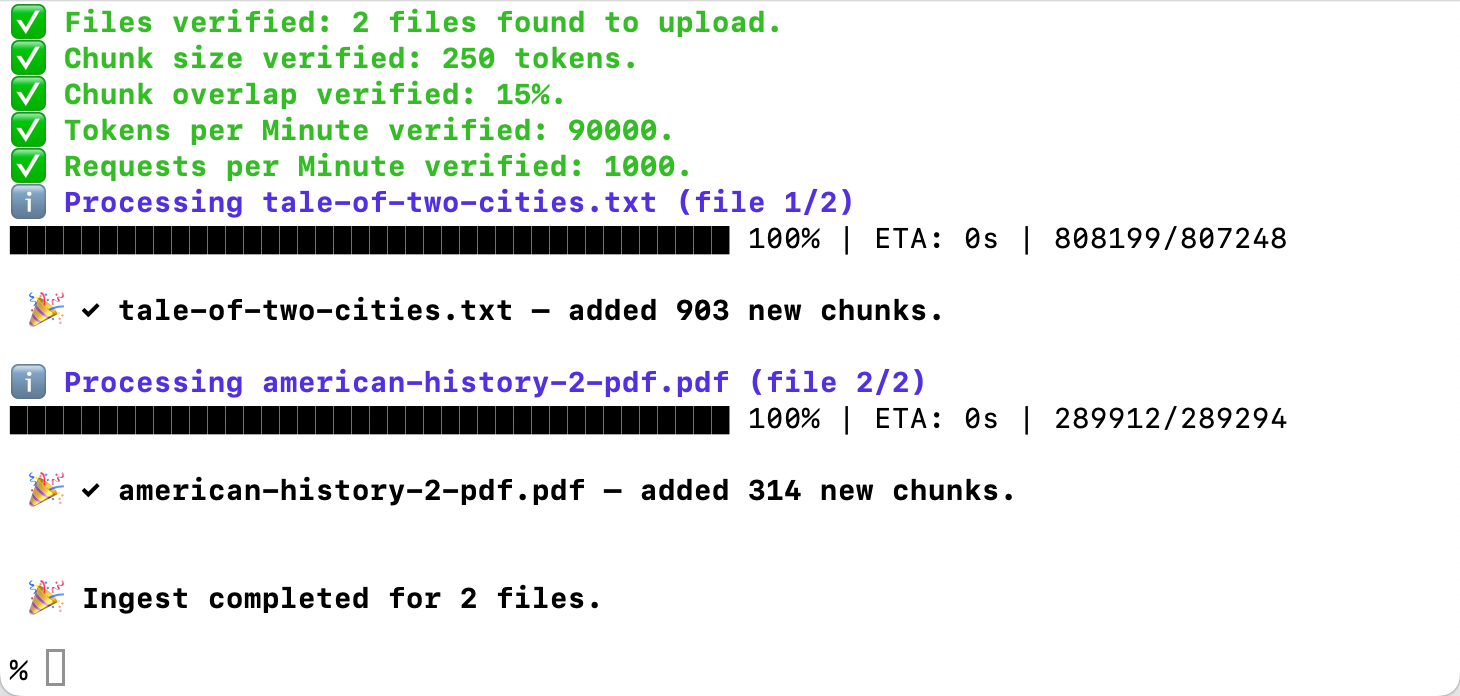 ✅ Files verified: 2 files found to upload.
✅ Chunk size verified: 250 tokens.
✅ Chunk overlap verified: 15%.
✅ Tokens per Minute verified: 90000.
✅ Requests per Minute verified: 1000.
ℹ️ Processing tale-of-two-cities.txt (file 1/2)
████████████████████████████████████████ 100% | ETA: 0s | 808199/807248
🎉 ✓ tale-of-two-cities.txt — added 903 new chunks.
ℹ️ Processing american-history-2-pdf.pdf (file 2/2)
████████████████████████████████████████ 100% | ETA: 0s | 289912/289294
🎉 ✓ american-history-2-pdf.pdf — added 314 new chunks.
🎉 Ingest completed for 2 files.
%